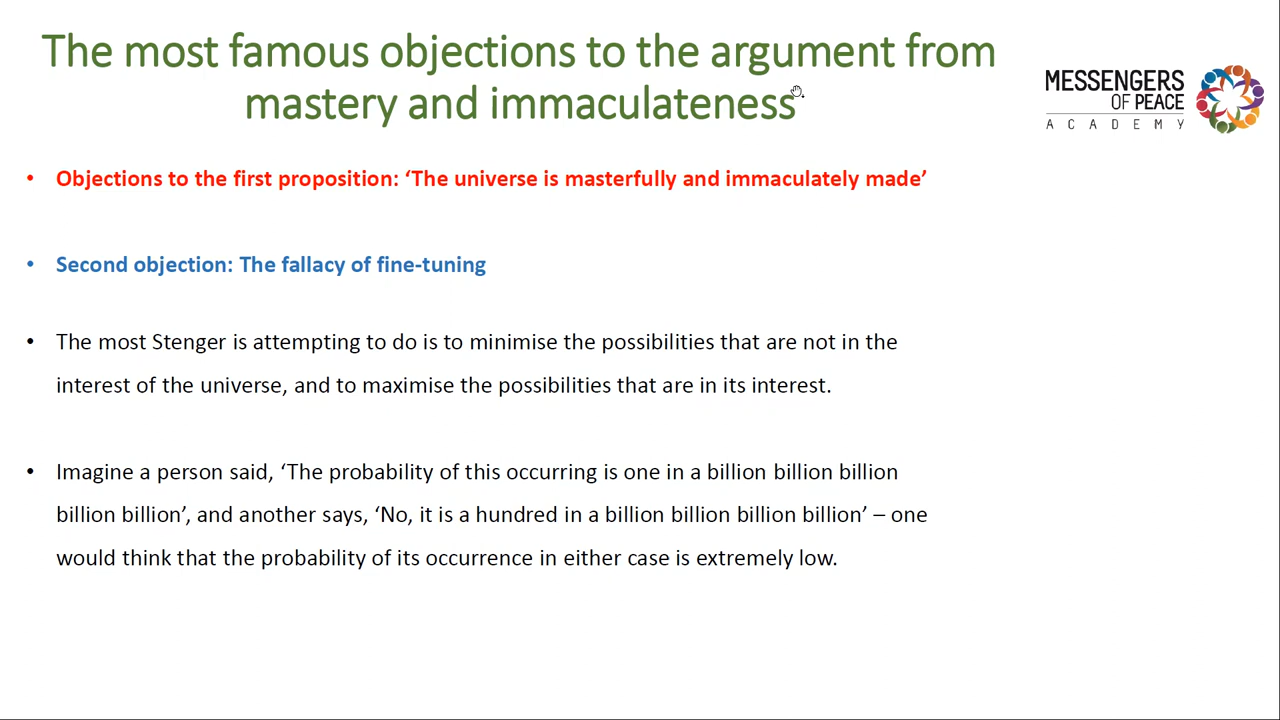 The most famous objections to the argument from
mastery and immaculateness
MESSENGERS
OF PEACE
ACADEMY
• Objections to the first proposition: ‘The universe is masterfully and immaculately made’
• Second objection: The fallacy of fine-tuning
• The most Stenger is attempting to do is to minimise the possibilities that are not in the
interest of the universe, and to maximise the possibilities that are in its interest.
• Imagine a person said, ‘The probability of this occurring is one in a billion billion billion
billion billion’, and another says, ‘No, it is a hundred in a billion billion billion billion’ – one
would think that the probability of its occurrence in either case is extremely low.